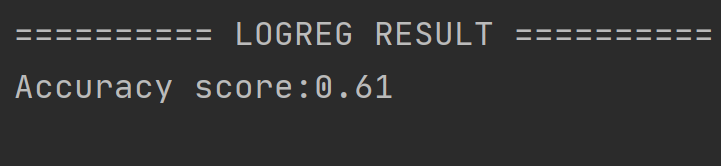 ========== LOGREG RESULT ==========
Accuracy score:0.61